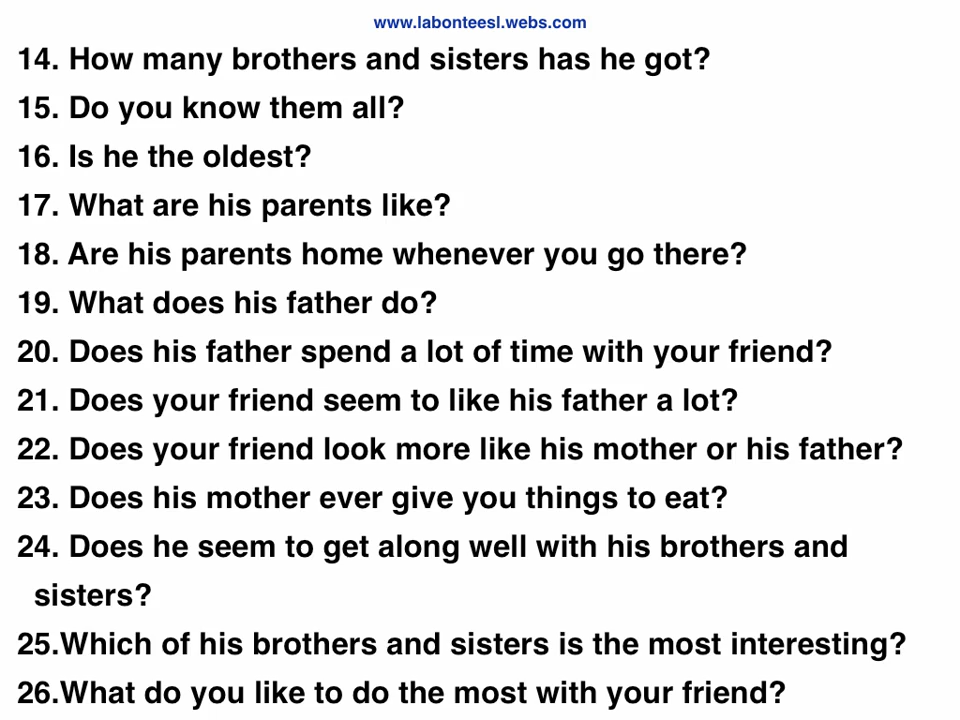 www.labonteesl.webs.com
14. How many brothers and sisters has he got?
15. Do you know them all?
16. Is he the oldest?
17. What are his parents like?
18. Are his parents home whenever you go there?
19. What does his father do?
20. Does his father spend a lot of time with your friend?
21. Does your friend seem to like his father a lot?
22. Does your friend look more like his mother or his father?
23. Does his mother ever give you things to eat?
24. Does he seem to get along well with his brothers and
sisters?
25.Which of his brothers and sisters is the most interesting?
26.What do you like to do the most with your friend?